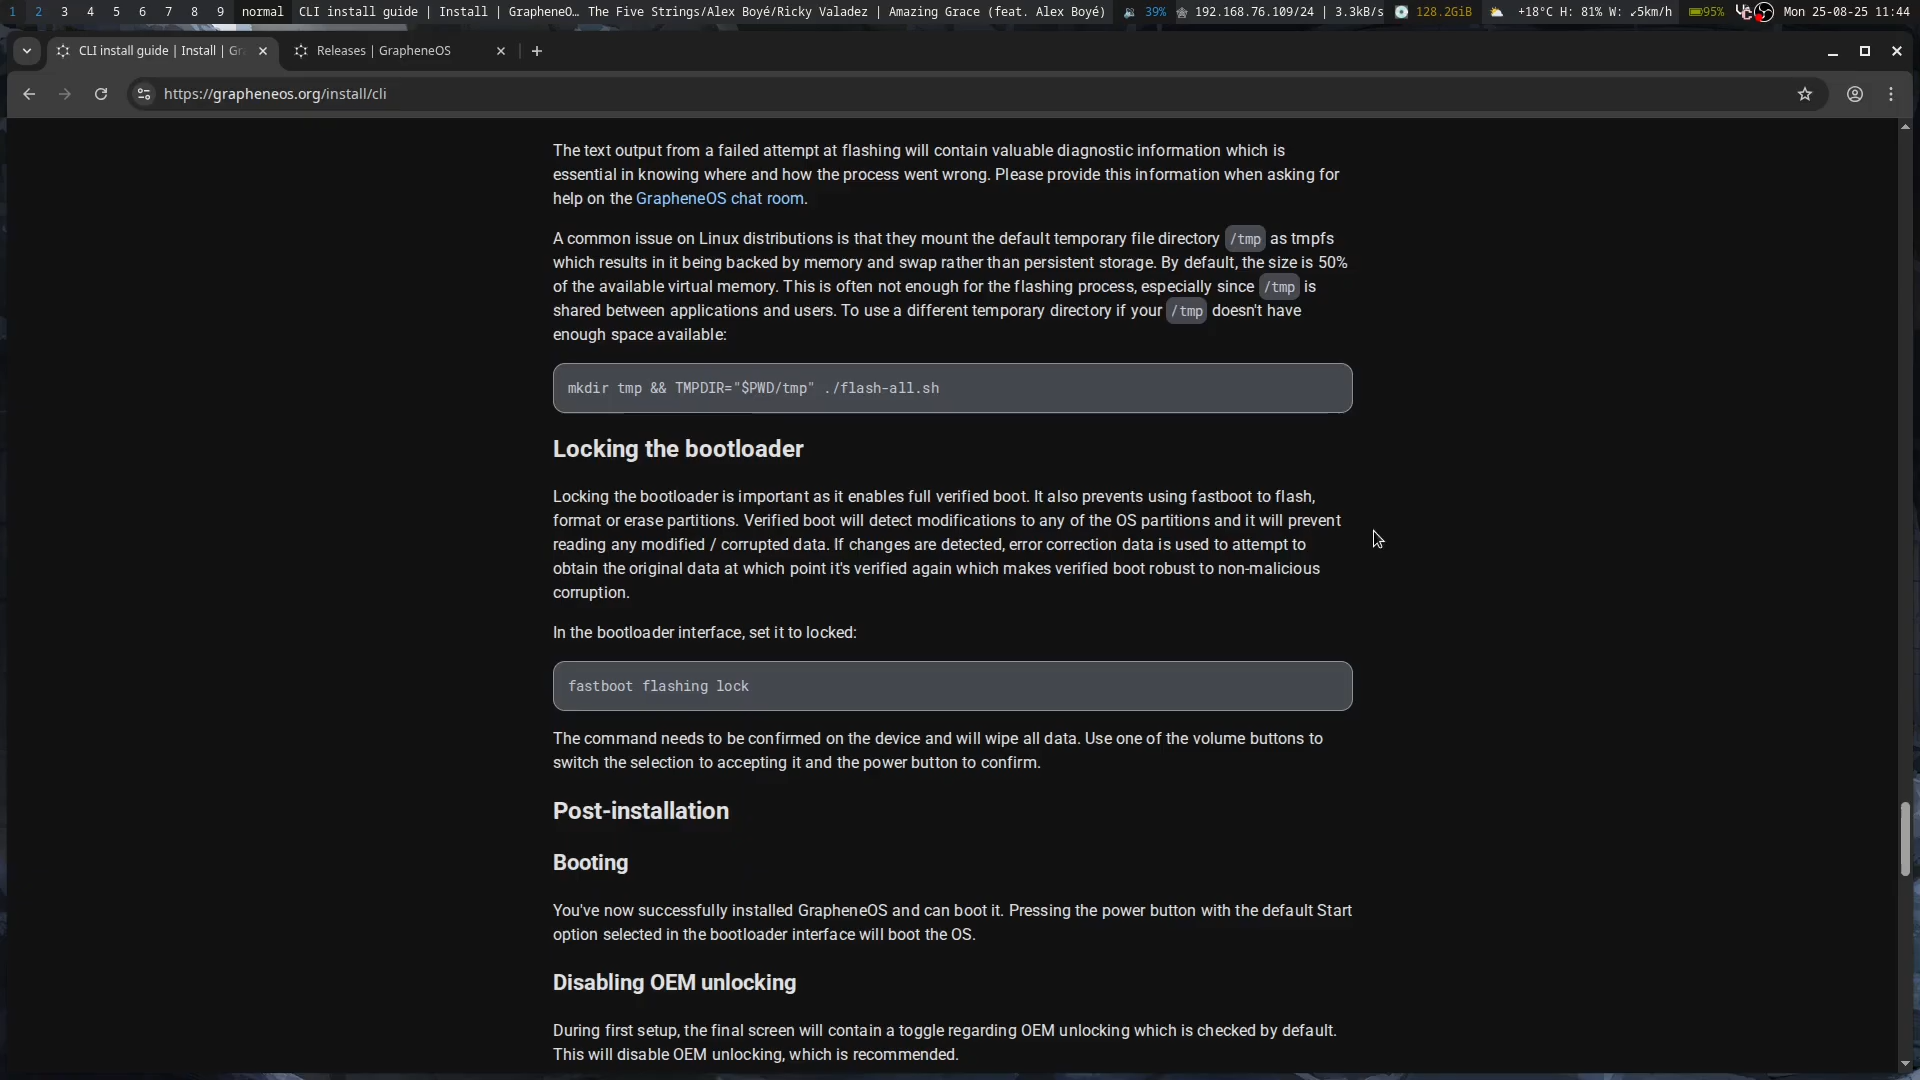 1 2 3 4 5 6 7 8 9 normal CLI install guide | Install | GrapheneO… The Five Strings/Alex Boyé/Ricky Valadez | Amazing Grace (feat. Alex Boyé) 39% 192.168.76.109/24 | 3.3kB/s 128.2GiB +18°C H: 81% W: ↙5km/h 95% Mon 25-08-25 11:44
CLI install guide | Install | Gr
Releases | GrapheneOS
https://grapheneos.org/install/cli
The text output from a failed attempt at flashing will contain valuable diagnostic information which is
essential in knowing where and how the process went wrong. Please provide this information when asking for
help on the GrapheneOS chat room.
A common issue on Linux distributions is that they mount the default temporary file directory /tmp as tmpfs
which results in it being backed by memory and swap rather than persistent storage. By default, the size is 50%
of the available virtual memory. This is often not enough for the flashing process, especially since /tmp is
shared between applications and users. To use a different temporary directory if your /tmp doesn't have
enough space available:
mkdir tmp && TMPDIR="$PWD/tmp" ./flash-all.sh
Locking the bootloader
Locking the bootloader is important as it enables full verified boot. It also prevents using fastboot to flash,
format or erase partitions. Verified boot will detect modifications to any of the OS partitions and it will prevent
reading any modified / corrupted data. If changes are detected, error correction data is used to attempt to
obtain the original data at which point it's verified again which makes verified boot robust to non-malicious
corruption.
In the bootloader interface, set it to locked:
fastboot flashing lock
The command needs to be confirmed on the device and will wipe all data. Use one of the volume buttons to
switch the selection to accepting it and the power button to confirm.
Post-installation
Booting
You've now successfully installed GrapheneOS and can boot it. Pressing the power button with the default Start
option selected in the bootloader interface will boot the OS.
Disabling OEM unlocking
During first setup, the final screen will contain a toggle regarding OEM unlocking which is checked by default.
This will disable OEM unlocking, which is recommended.